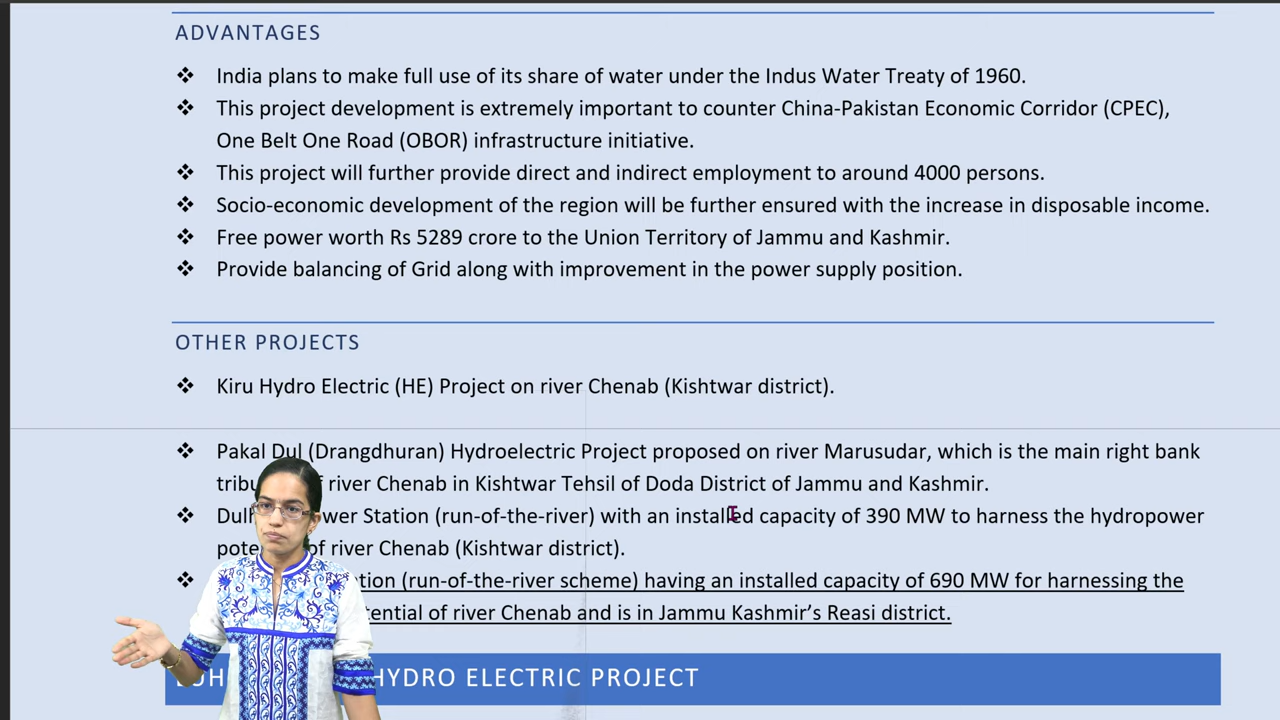 ADVANTAGES
❖ India plans to make full use of its share of water under the Indus Water Treaty of 1960.
❖ This project development is extremely important to counter China-Pakistan Economic Corridor (CPEC),
One Belt One Road (OBOR) infrastructure initiative.
❖ This project will further provide direct and indirect employment to around 4000 persons.
❖ Socio-economic development of the region will be further ensured with the increase in disposable income.
❖ Free power worth Rs 5289 crore to the Union Territory of Jammu and Kashmir.
❖ Provide balancing of Grid along with improvement in the power supply position.
OTHER PROJECTS
❖ Kiru Hydro Electric (HE) Project on river Chenab (Kishtwar district).
❖ Pakal Dul (Drangdhuran) Hydroelectric Project proposed on river Marusudar, which is the main right bank
river Chenab in Kishtwar Tehsil of Doda District of Jammu and Kashmir.
❖ Station (run-of-the-river) with an installed capacity of 390 MW to harness the hydropower
of river Chenab (Kishtwar district).
❖ (run-of-the-river scheme) having an installed capacity of 690 MW for harnessing the
of river Chenab and is in Jammu Kashmir’s Reasi district.
HYDRO ELECTRIC PROJECT